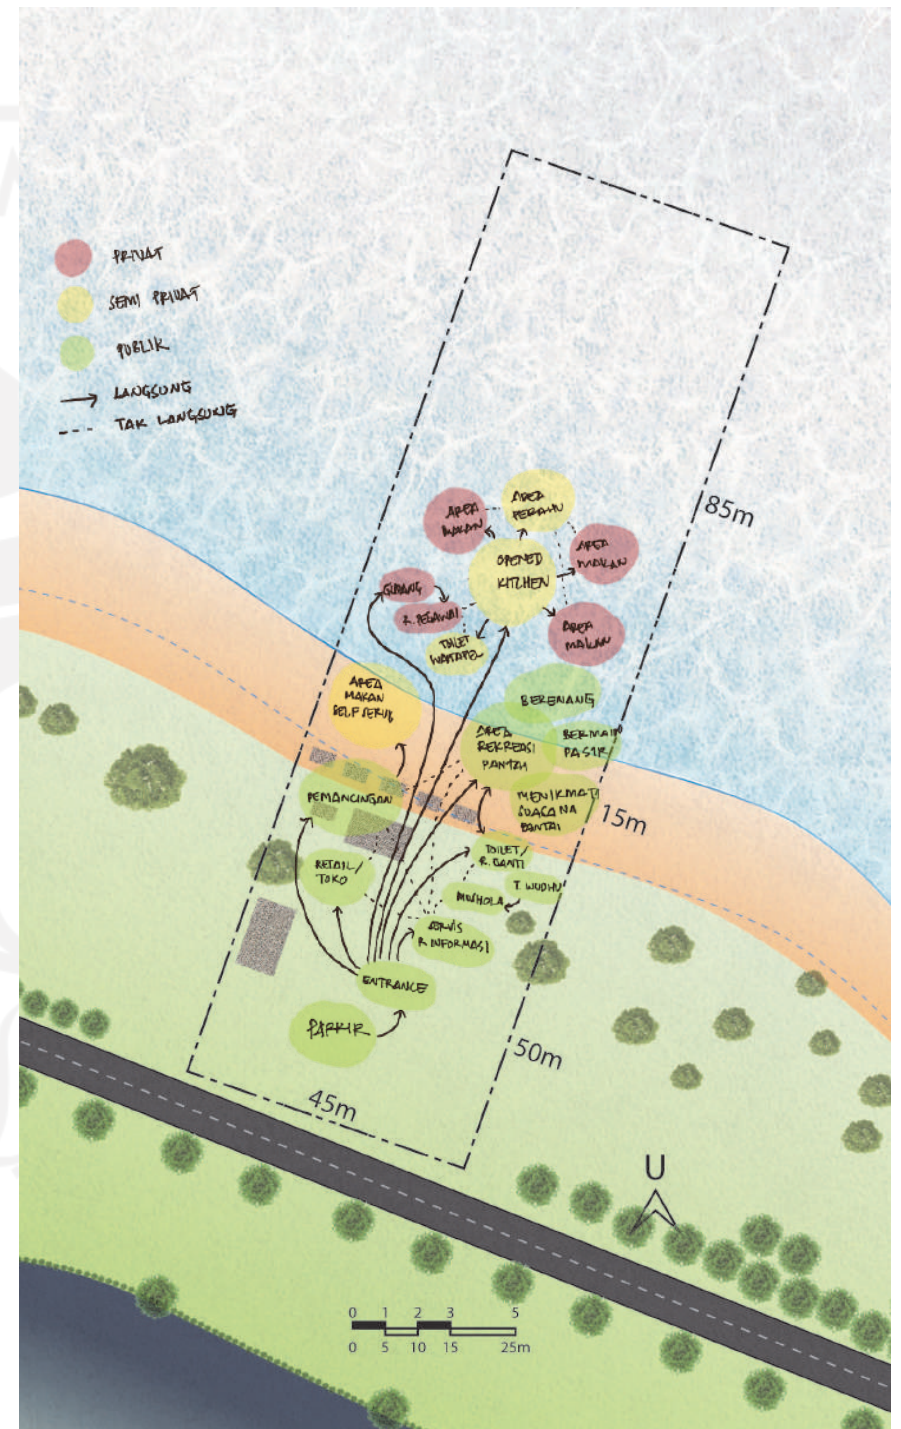 PRIVAT
SEMI PRIVAT
PUBLIK
LANGSUNG
TAK LANGSUNG
85m
AREA
PERAHU
AREA
MAKAN
OPENED
KITCHEN
AREA
MAKAN
GUDANG
R. PEGAWAI
AREA
MAKAN
TOILET
WASTAFEL
AREA
MAKAN
SELF SERVIS
BERENANG
AREA
REKREASI
PANTAI
BERMAIN
PASIR
PEMANCINGAN
MENIKMATI
SUASANA
PANTAI
15m
RETAIL/
TOKO
TOILET/
R. GANTI
T. WUDHU
MUSHOLA
SERVIS
R INFORMASI
ENTRANCE
PARKIR
50m
45m
U
0 1 2 3 5
0 5 10 15 25m